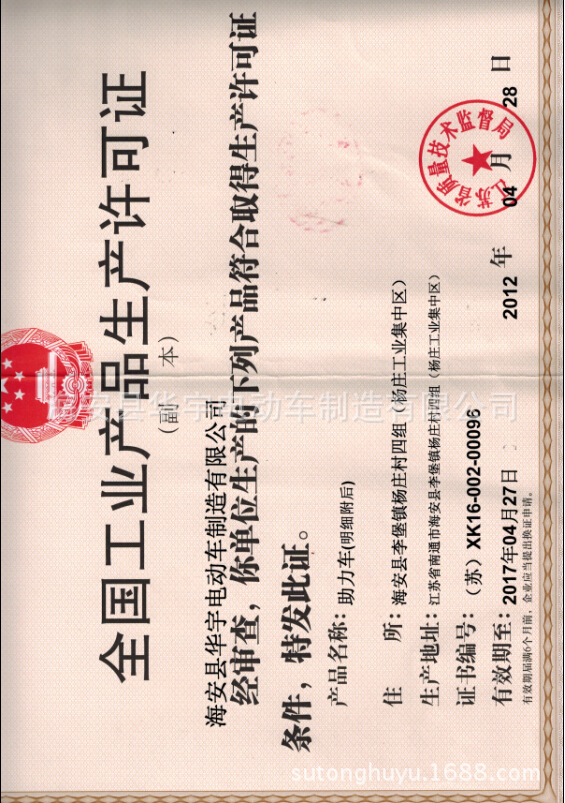 全国工业产品生产许可证
(副 本)
海安县华宇电动车制造有限公司
经审查，你单位生产的下列产品符合取得生产许可证
条件，特发此证。
产品名称：助力车(明细附后)
住 所：海安县李堡镇杨庄村四组（杨庄工业集中区）
生产地址：江苏省南通市海安县李堡镇杨庄村四组（杨庄工业集中区）
证书编号：（苏）XK16-002-00096
有效期至：2017年04月27日
有效期届满6个月前，企业应当提出换证申请。
2012 年 04 月 28 日
江苏省质量技术监督局
海安县华宇电动车制造有限公司
sutonghuyu.1688.com